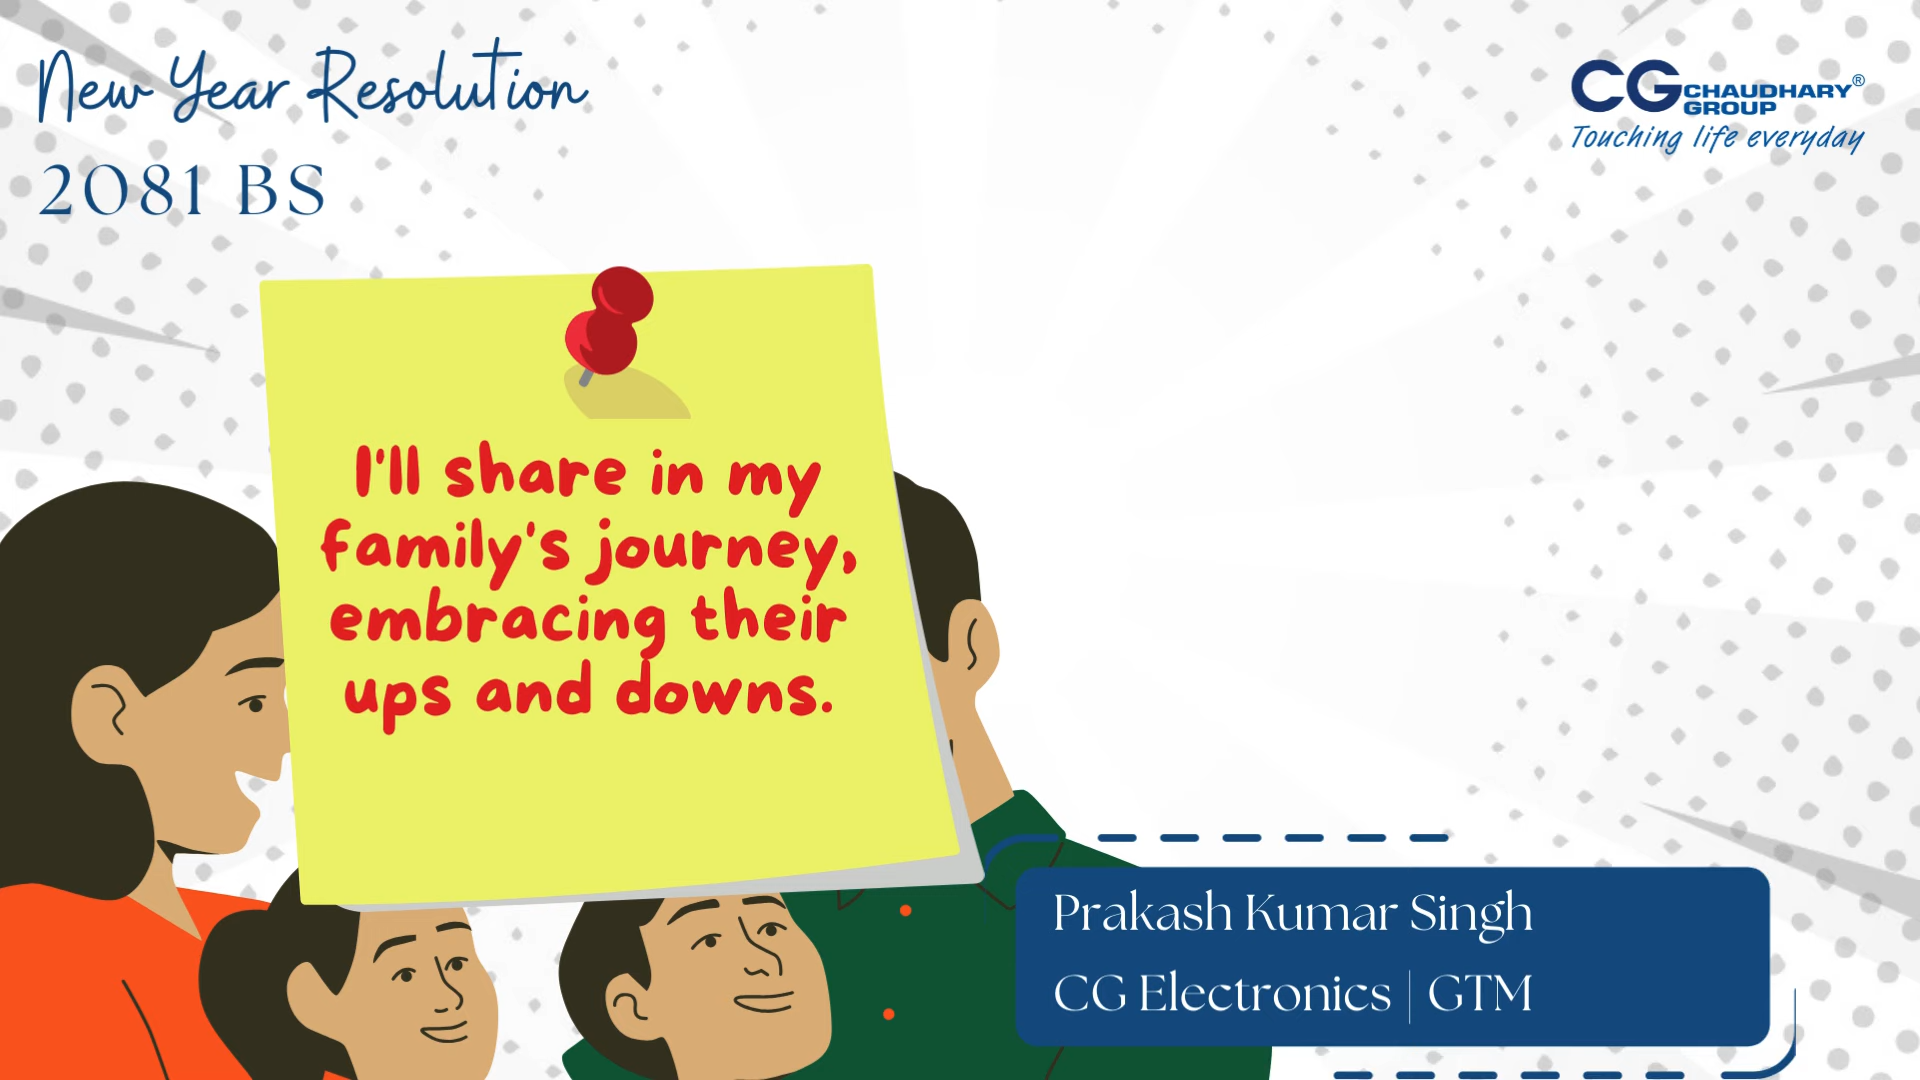 New Year Resolution
2081 BS
CG CHAUDHARY GROUP®
Touching life everyday
I'll share in my
family's journey,
embracing their
ups and downs.
Prakash Kumar Singh
CG Electronics | GTM